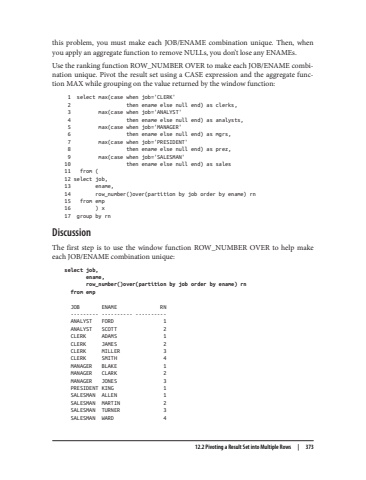 this problem, you must make each JOB/ENAME combination unique. Then, when
you apply an aggregate function to remove NULLs, you don't lose any ENAMEs.
Use the ranking function ROW_NUMBER OVER to make each JOB/ENAME combi-
nation unique. Pivot the result set using a CASE expression and the aggregate func-
tion MAX while grouping on the value returned by the window function:
1 select max(case when job='CLERK'
2 then ename else null end) as clerks,
3 max(case when job='ANALYST'
4 then ename else null end) as analysts,
5 max(case when job='MANAGER'
6 then ename else null end) as mgrs,
7 max(case when job='PRESIDENT'
8 then ename else null end) as prez,
9 max(case when job='SALESMAN'
10 then ename else null end) as sales
11 from (
12 select job,
13 ename,
14 row_number()over(partition by job order by ename) rn
15 from emp
16 ) x
17 group by rn
Discussion
The first step is to use the window function ROW_NUMBER OVER to help make
each JOB/ENAME combination unique:
select job,
ename,
row_number()over(partition by job order by ename) rn
from emp
JOB ENAME RN
--------- ---------- ----------
ANALYST FORD 1
ANALYST SCOTT 2
CLERK ADAMS 1
CLERK JAMES 2
CLERK MILLER 3
CLERK SMITH 4
MANAGER BLAKE 1
MANAGER CLARK 2
MANAGER JONES 3
PRESIDENT KING 1
SALESMAN ALLEN 1
SALESMAN MARTIN 2
SALESMAN TURNER 3
SALESMAN WARD 4
12.2 Pivoting a Result Set into Multiple Rows | 373